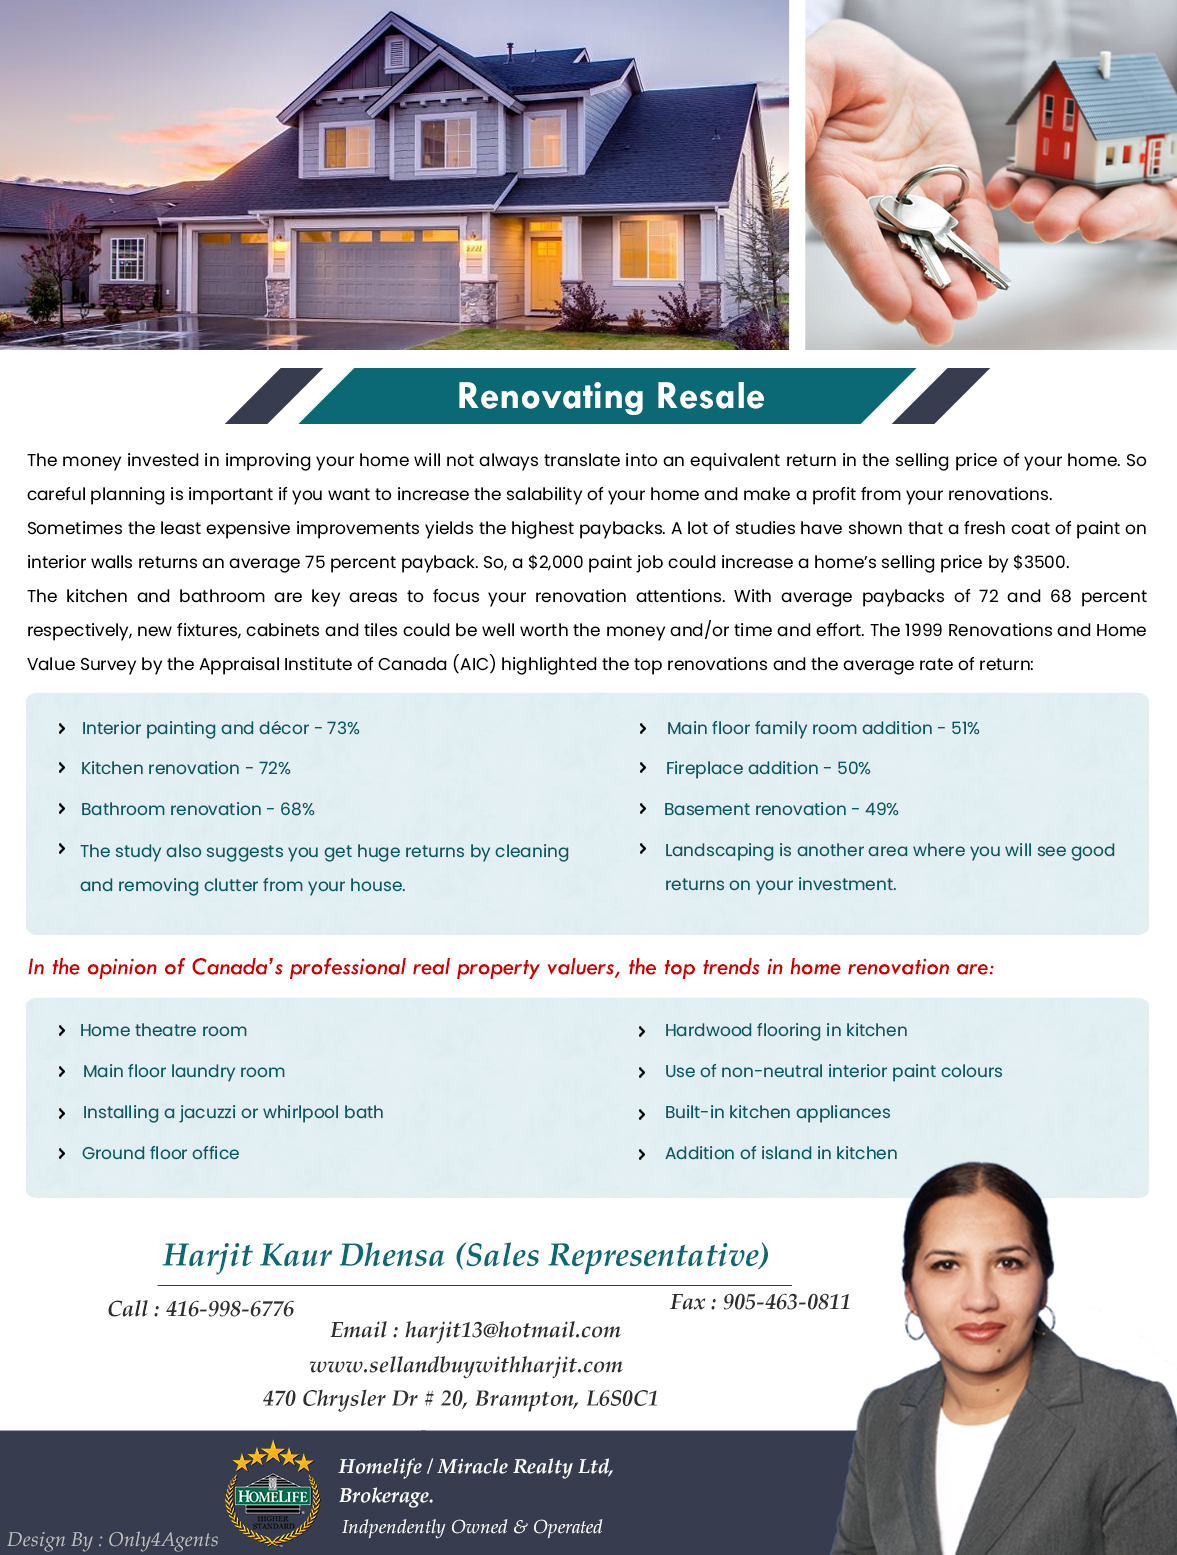 Renovating Resale
The money invested in improving your home will not always translate into an equivalent return in the selling price of your home. So
careful planning is important if you want to increase the salability of your home and make a profit from your renovations.
Sometimes the least expensive improvements yields the highest paybacks. A lot of studies have shown that a fresh coat of paint on
interior walls returns an average 75 percent payback. So, a $2,000 paint job could increase a home’s selling price by $3500.
The kitchen and bathroom are key areas to focus your renovation attentions. With average paybacks of 72 and 68 percent
respectively, new fixtures, cabinets and tiles could be well worth the money and/or time and effort. The 1999 Renovations and Home
Value Survey by the Appraisal Institute of Canada (AIC) highlighted the top renovations and the average rate of return:
Interior painting and décor - 73%
Kitchen renovation - 72%
Bathroom renovation - 68%
The study also suggests you get huge returns by cleaning
and removing clutter from your house.
Main floor family room addition - 51%
Fireplace addition - 50%
Basement renovation - 49%
Landscaping is another area where you will see good
returns on your investment.
In the opinion of Canada’s professional real property valuers, the top trends in home renovation are:
Home theatre room
Main floor laundry room
Installing a jacuzzi or whirlpool bath
Ground floor office
Hardwood flooring in kitchen
Use of non-neutral interior paint colours
Built-in kitchen appliances
Addition of island in kitchen
Harjit Kaur Dhensa (Sales Representative)
Call : 416-998-6776
Fax : 905-463-0811
Email : harjit13@hotmail.com
www.sellandbuywithharjit.com
470 Chrysler Dr # 20, Brampton, L6S0C1
HOMELIFE
HIGHER
STANDARDS
Homelife / Miracle Realty Ltd,
Brokerage.
Indpendently Owned & Operated
Design By : Only4Agents